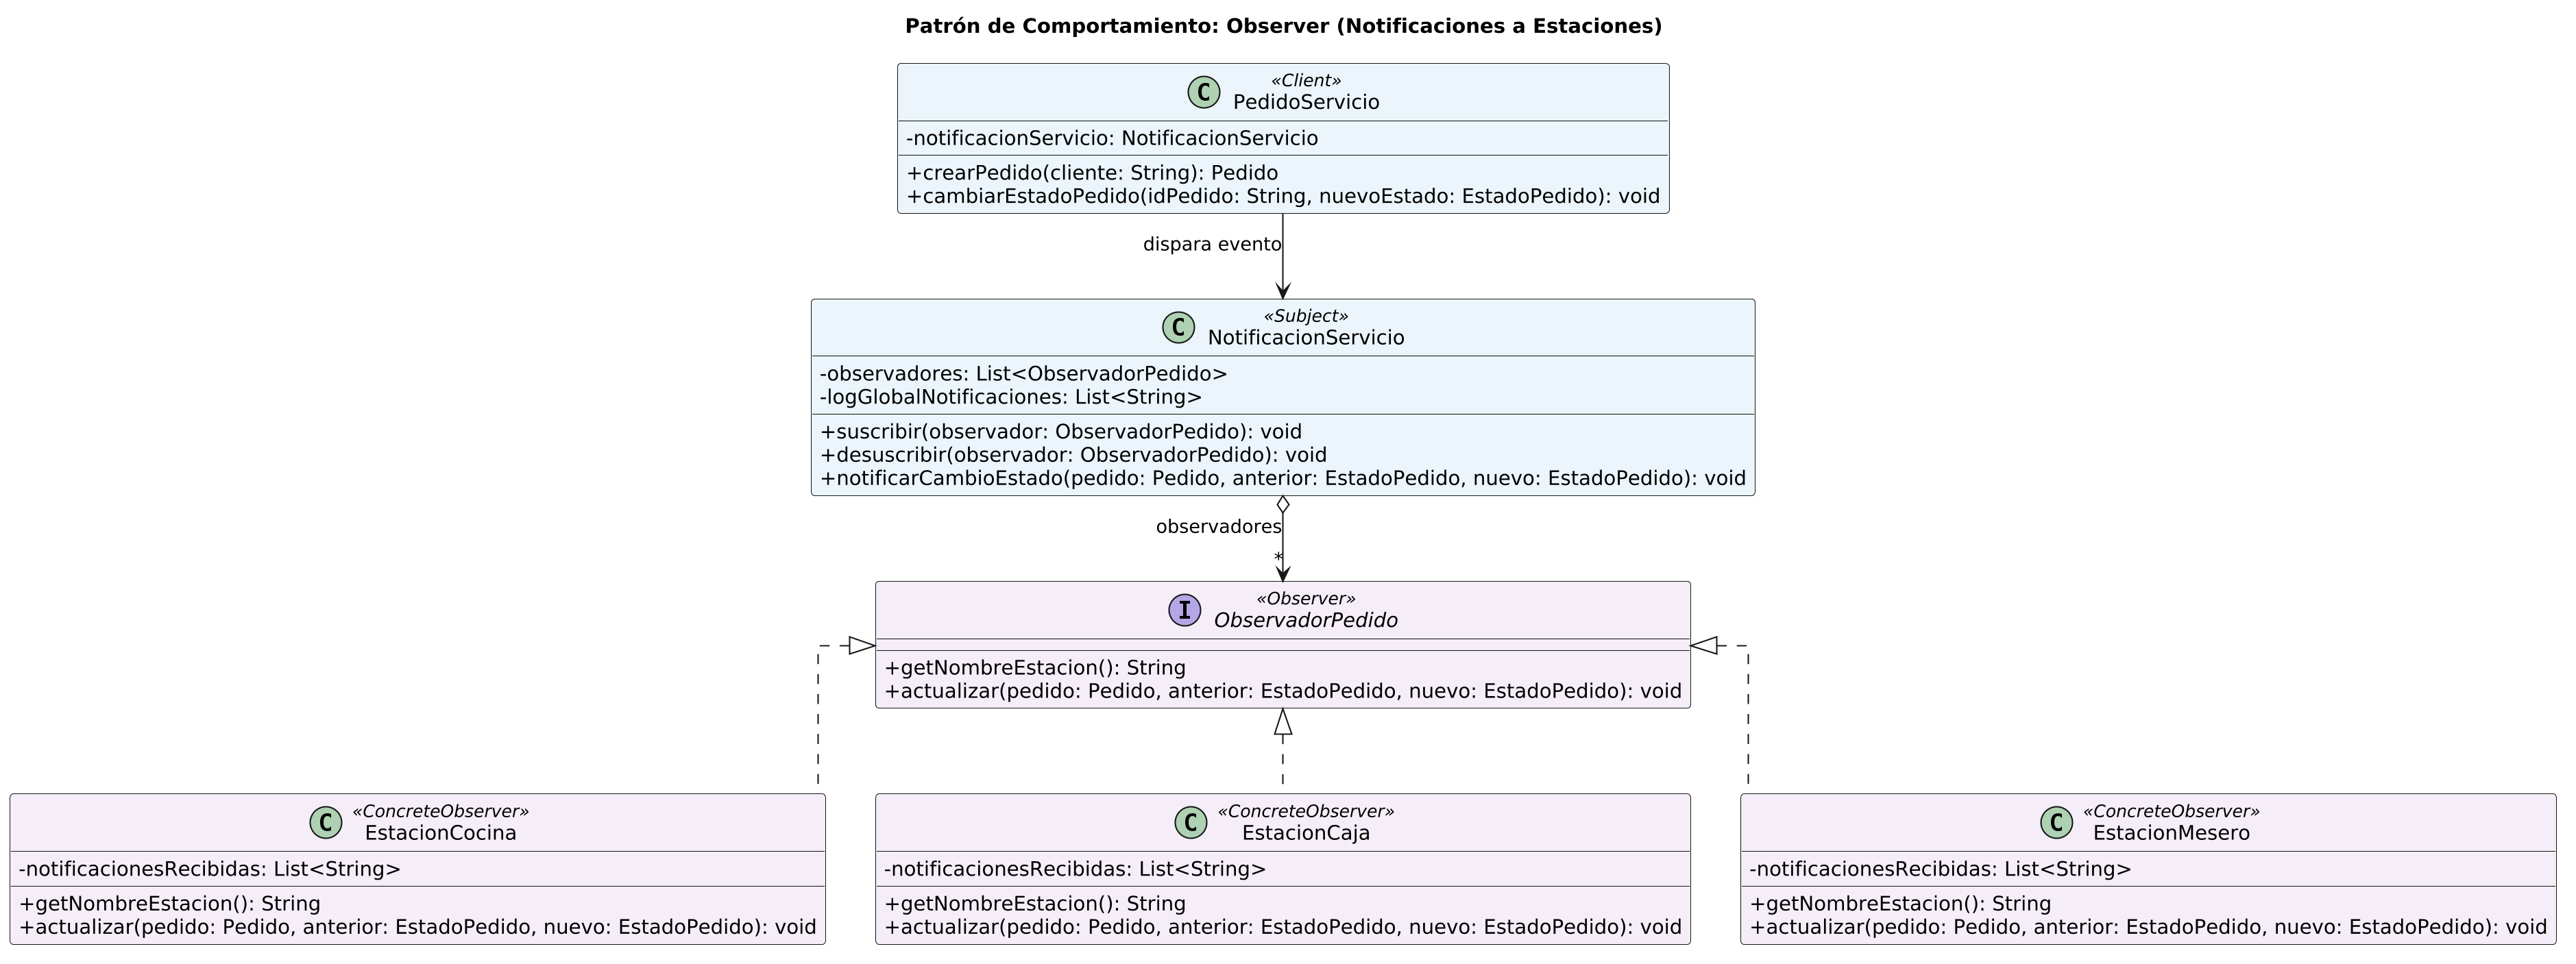 Patrón de Comportamiento: Observer (Notificaciones a Estaciones)
C
«Client»
PedidoServicio
-notificacionServicio: NotificacionServicio
+crearPedido(cliente: String): Pedido
+cambiarEstadoPedido(idPedido: String, nuevoEstado: EstadoPedido): void
dispara evento
C
«Subject»
NotificacionServicio
-observadores: List<ObservadorPedido>
-logGlobalNotificaciones: List<String>
+suscribir(observador: ObservadorPedido): void
+desuscribir(observador: ObservadorPedido): void
+notificarCambioEstado(pedido: Pedido, anterior: EstadoPedido, nuevo: EstadoPedido): void
observadores
*
I
«Observer»
ObservadorPedido
+getNombreEstacion(): String
+actualizar(pedido: Pedido, anterior: EstadoPedido, nuevo: EstadoPedido): void
C
«ConcreteObserver»
EstacionCocina
-notificacionesRecibidas: List<String>
+getNombreEstacion(): String
+actualizar(pedido: Pedido, anterior: EstadoPedido, nuevo: EstadoPedido): void
C
«ConcreteObserver»
EstacionCaja
-notificacionesRecibidas: List<String>
+getNombreEstacion(): String
+actualizar(pedido: Pedido, anterior: EstadoPedido, nuevo: EstadoPedido): void
C
«ConcreteObserver»
EstacionMesero
-notificacionesRecibidas: List<String>
+getNombreEstacion(): String
+actualizar(pedido: Pedido, anterior: EstadoPedido, nuevo: EstadoPedido): void